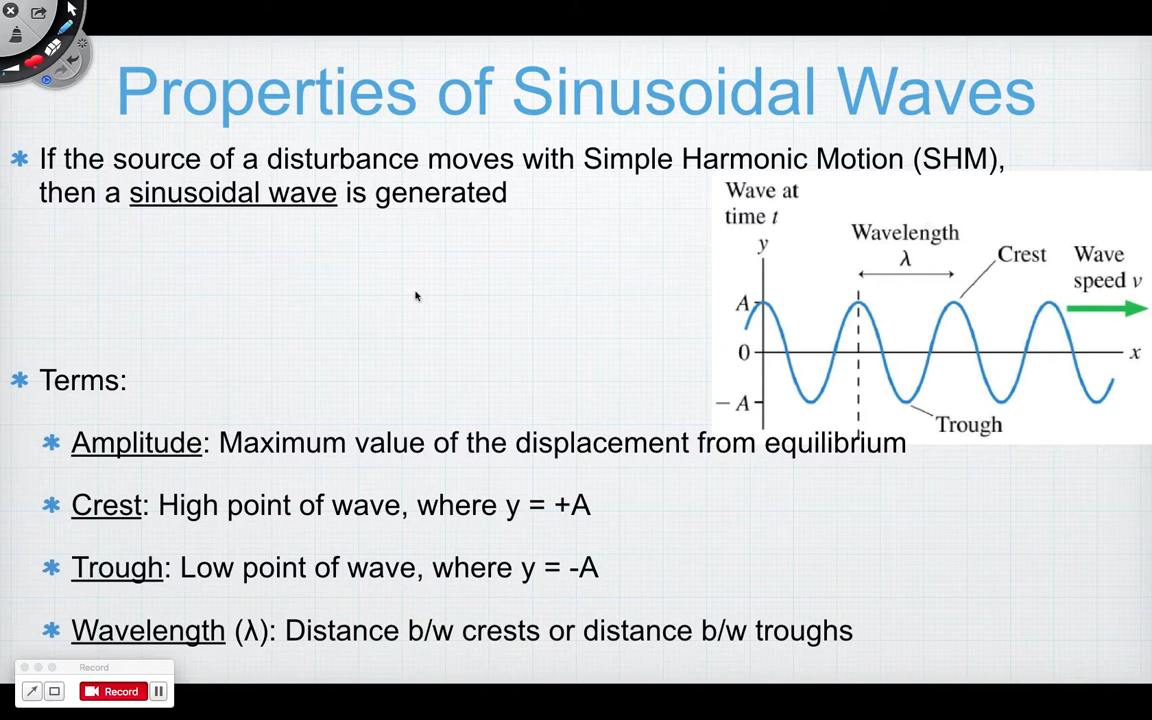 Properties of Sinusoidal Waves
* If the source of a disturbance moves with Simple Harmonic Motion (SHM),
then a sinusoidal wave is generated
Wave at
time t
y
Wavelength
λ
Crest
Wave
speed v
A
0
x
− A
Trough
* Terms:
* Amplitude: Maximum value of the displacement from equilibrium
* Crest: High point of wave, where y = +A
* Trough: Low point of wave, where y = -A
* Wavelength (λ): Distance b/w crests or distance b/w troughs
Record
Record